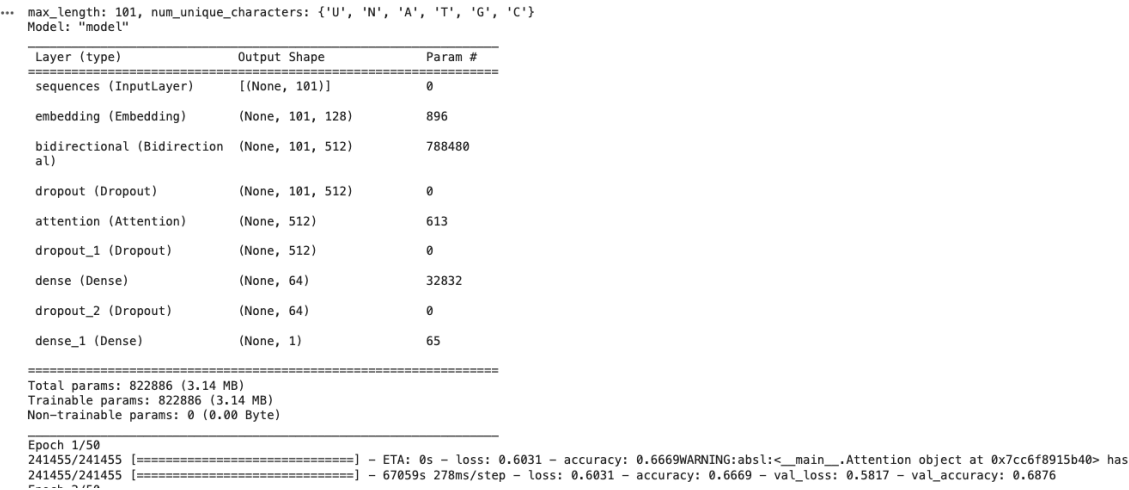 ... max_length: 101, num_unique_characters: {'U', 'N', 'A', 'T', 'G', 'C'}
Model: "model"
Layer (type) Output Shape Param #
=================================================================
sequences (InputLayer) [(None, 101)] 0
embedding (Embedding) (None, 101, 128) 896
bidirectional (Bidirection (None, 101, 512) 788480
al)
dropout (Dropout) (None, 101, 512) 0
attention (Attention) (None, 512) 613
dropout_1 (Dropout) (None, 512) 0
dense (Dense) (None, 64) 32832
dropout_2 (Dropout) (None, 64) 0
dense_1 (Dense) (None, 1) 65
=================================================================
Total params: 822886 (3.14 MB)
Trainable params: 822886 (3.14 MB)
Non-trainable params: 0 (0.00 Byte)
Epoch 1/50
241455/241455 [==============================] - ETA: 0s - loss: 0.6031 - accuracy: 0.6669WARNING:absl:<__main__.Attention object at 0x7cc6f8915b40> has
241455/241455 [==============================] - 67059s 278ms/step - loss: 0.6031 - accuracy: 0.6669 - val_loss: 0.5817 - val_accuracy: 0.6876
Epoch 2/50